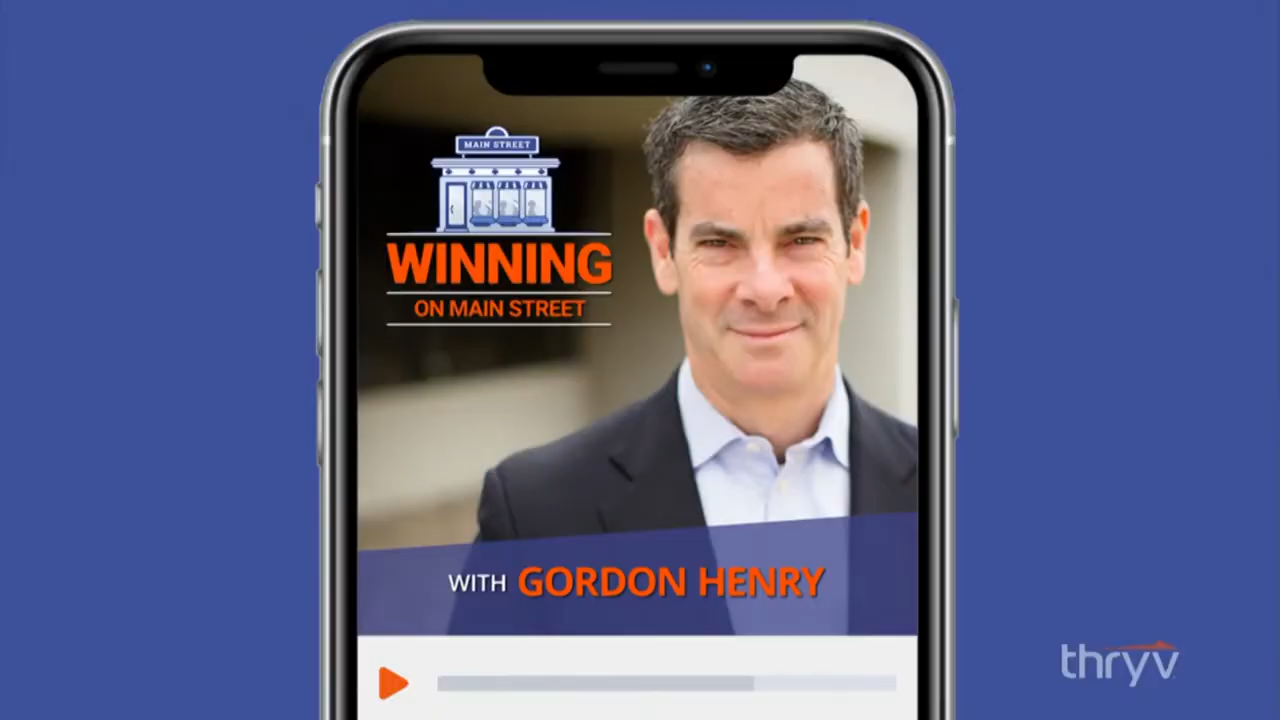 MAIN STREET
WINNING
ON MAIN STREET
WITH GORDON HENRY
thryv